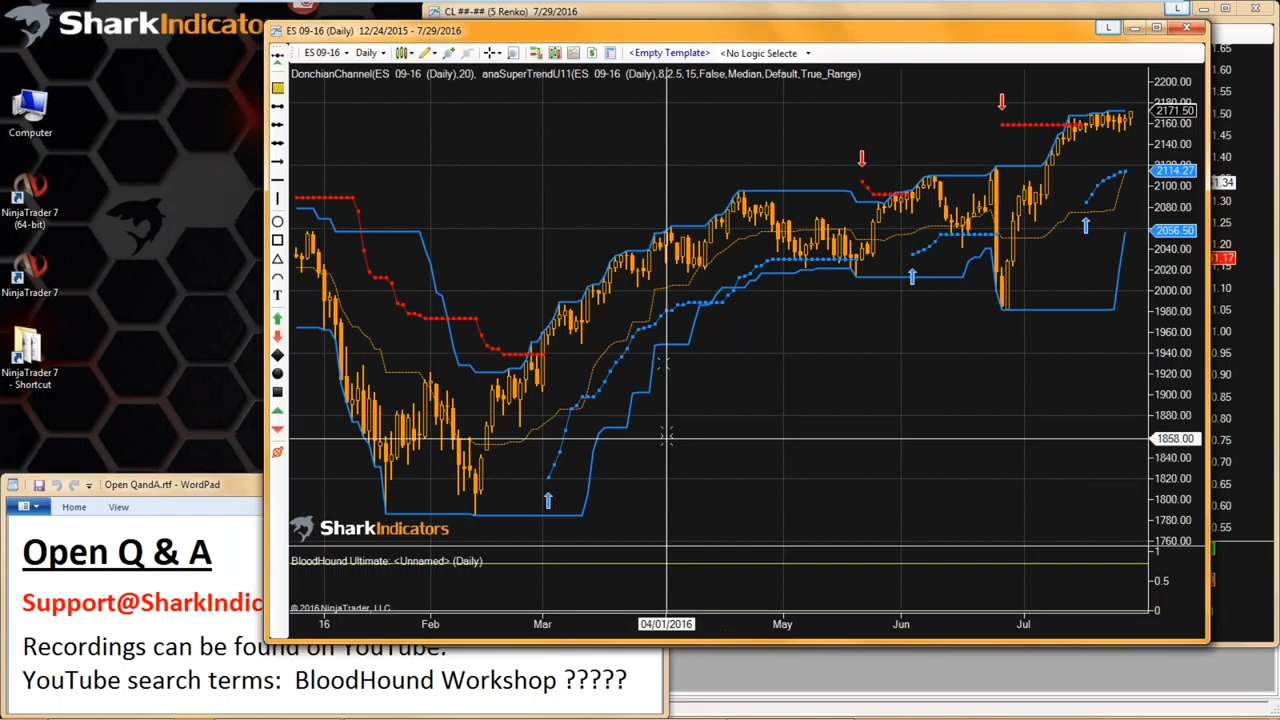 SharkIndicato
CL ##-## (5 Renko) 7/29/2016
ES 09-16 (Daily) 12/24/2015 - 7/29/2016
L
L
ES 09-16 Daily <Empty Template> <No Logic Selecte
DonchianChannel(ES 09-16 (Daily),20), anaSuperTrendU11(ES 09-16 (Daily),8,2.5,15,False,Median,Default,True_Range)
Computer
NinjaTrader 7
(64-bit)
NinjaTrader 7
NinjaTrader 7
- Shortcut
T
2200.00
2180.00
2171.50
2160.00
2140.00
2120.00
2114.27
2100.00
2080.00
2060.00
2056.50
2040.00
2020.00
2000.00
1980.00
1960.00
1940.00
1920.00
1900.00
1880.00
1858.00
1840.00
1820.00
1800.00
1780.00
1760.00
1
0.5
0
1.65
1.60
1.55
1.50
1.45
1.40
1.34
1.30
1.25
1.20
1.17
1.15
1.10
1.05
1.00
0.95
0.90
0.85
0.80
0.75
0.70
0.65
0.60
0.55
SharkIndicators
BloodHound Ultimate: <Unnamed> (Daily)
© 2016 NinjaTrader, LLC
16 Feb Mar 04/01/2016 May Jun Jul
Open QandA.rtf - WordPad
Home View
Open Q & A
Support@SharkIndic
Recordings can be found on YouTube.
YouTube search terms: BloodHound Workshop ?????